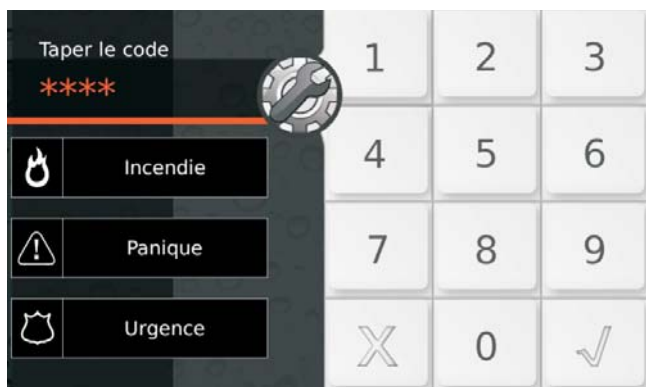 Taper le code
****
Incendie
Panique
Urgence
1 2 3
4 5 6
7 8 9
X 0 √